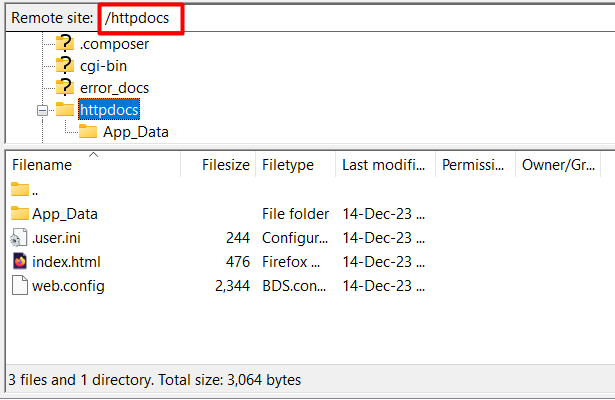 Remote site: /httpdocs
.composer
cgi-bin
error_docs
httpdocs
App_Data
Filename Filesize Filetype Last modifi... Permissi... Owner/Gr...
..
App_Data File folder 14-Dec-23 ...
.user.ini 244 Configur... 14-Dec-23 ...
index.html 476 Firefox ... 14-Dec-23 ...
web.config 2,344 BDS.con... 14-Dec-23 ...
3 files and 1 directory. Total size: 3,064 bytes